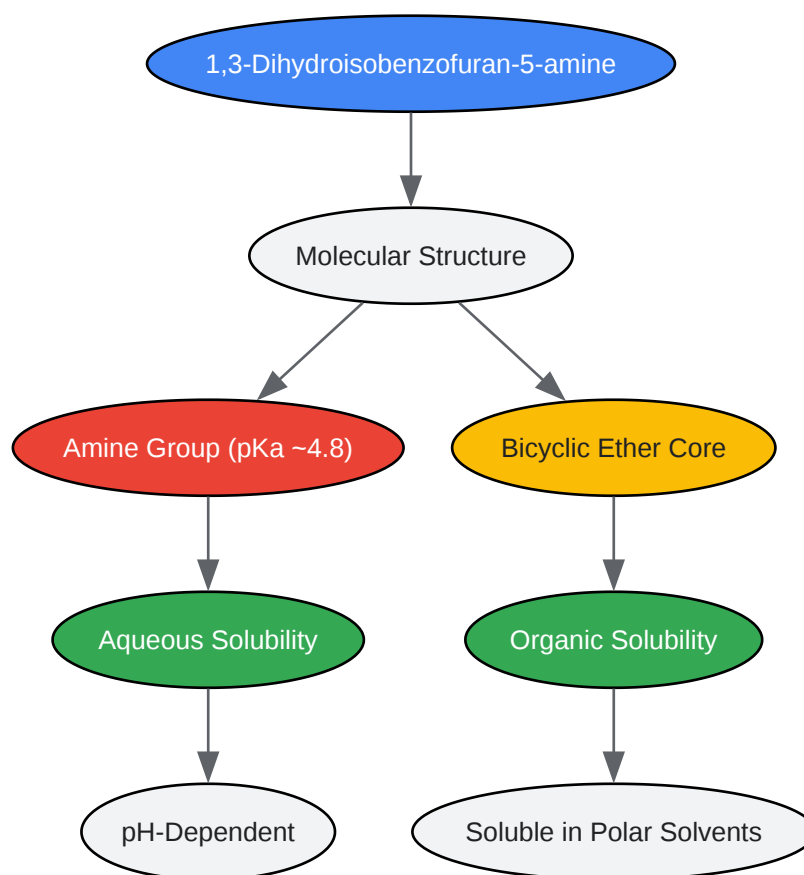 1,3-Dihydroisobenzofuran-5-amine
Molecular Structure
Amine Group (pKa ~4.8)
Bicyclic Ether Core
Aqueous Solubility
Organic Solubility
pH-Dependent
Soluble in Polar Solvents